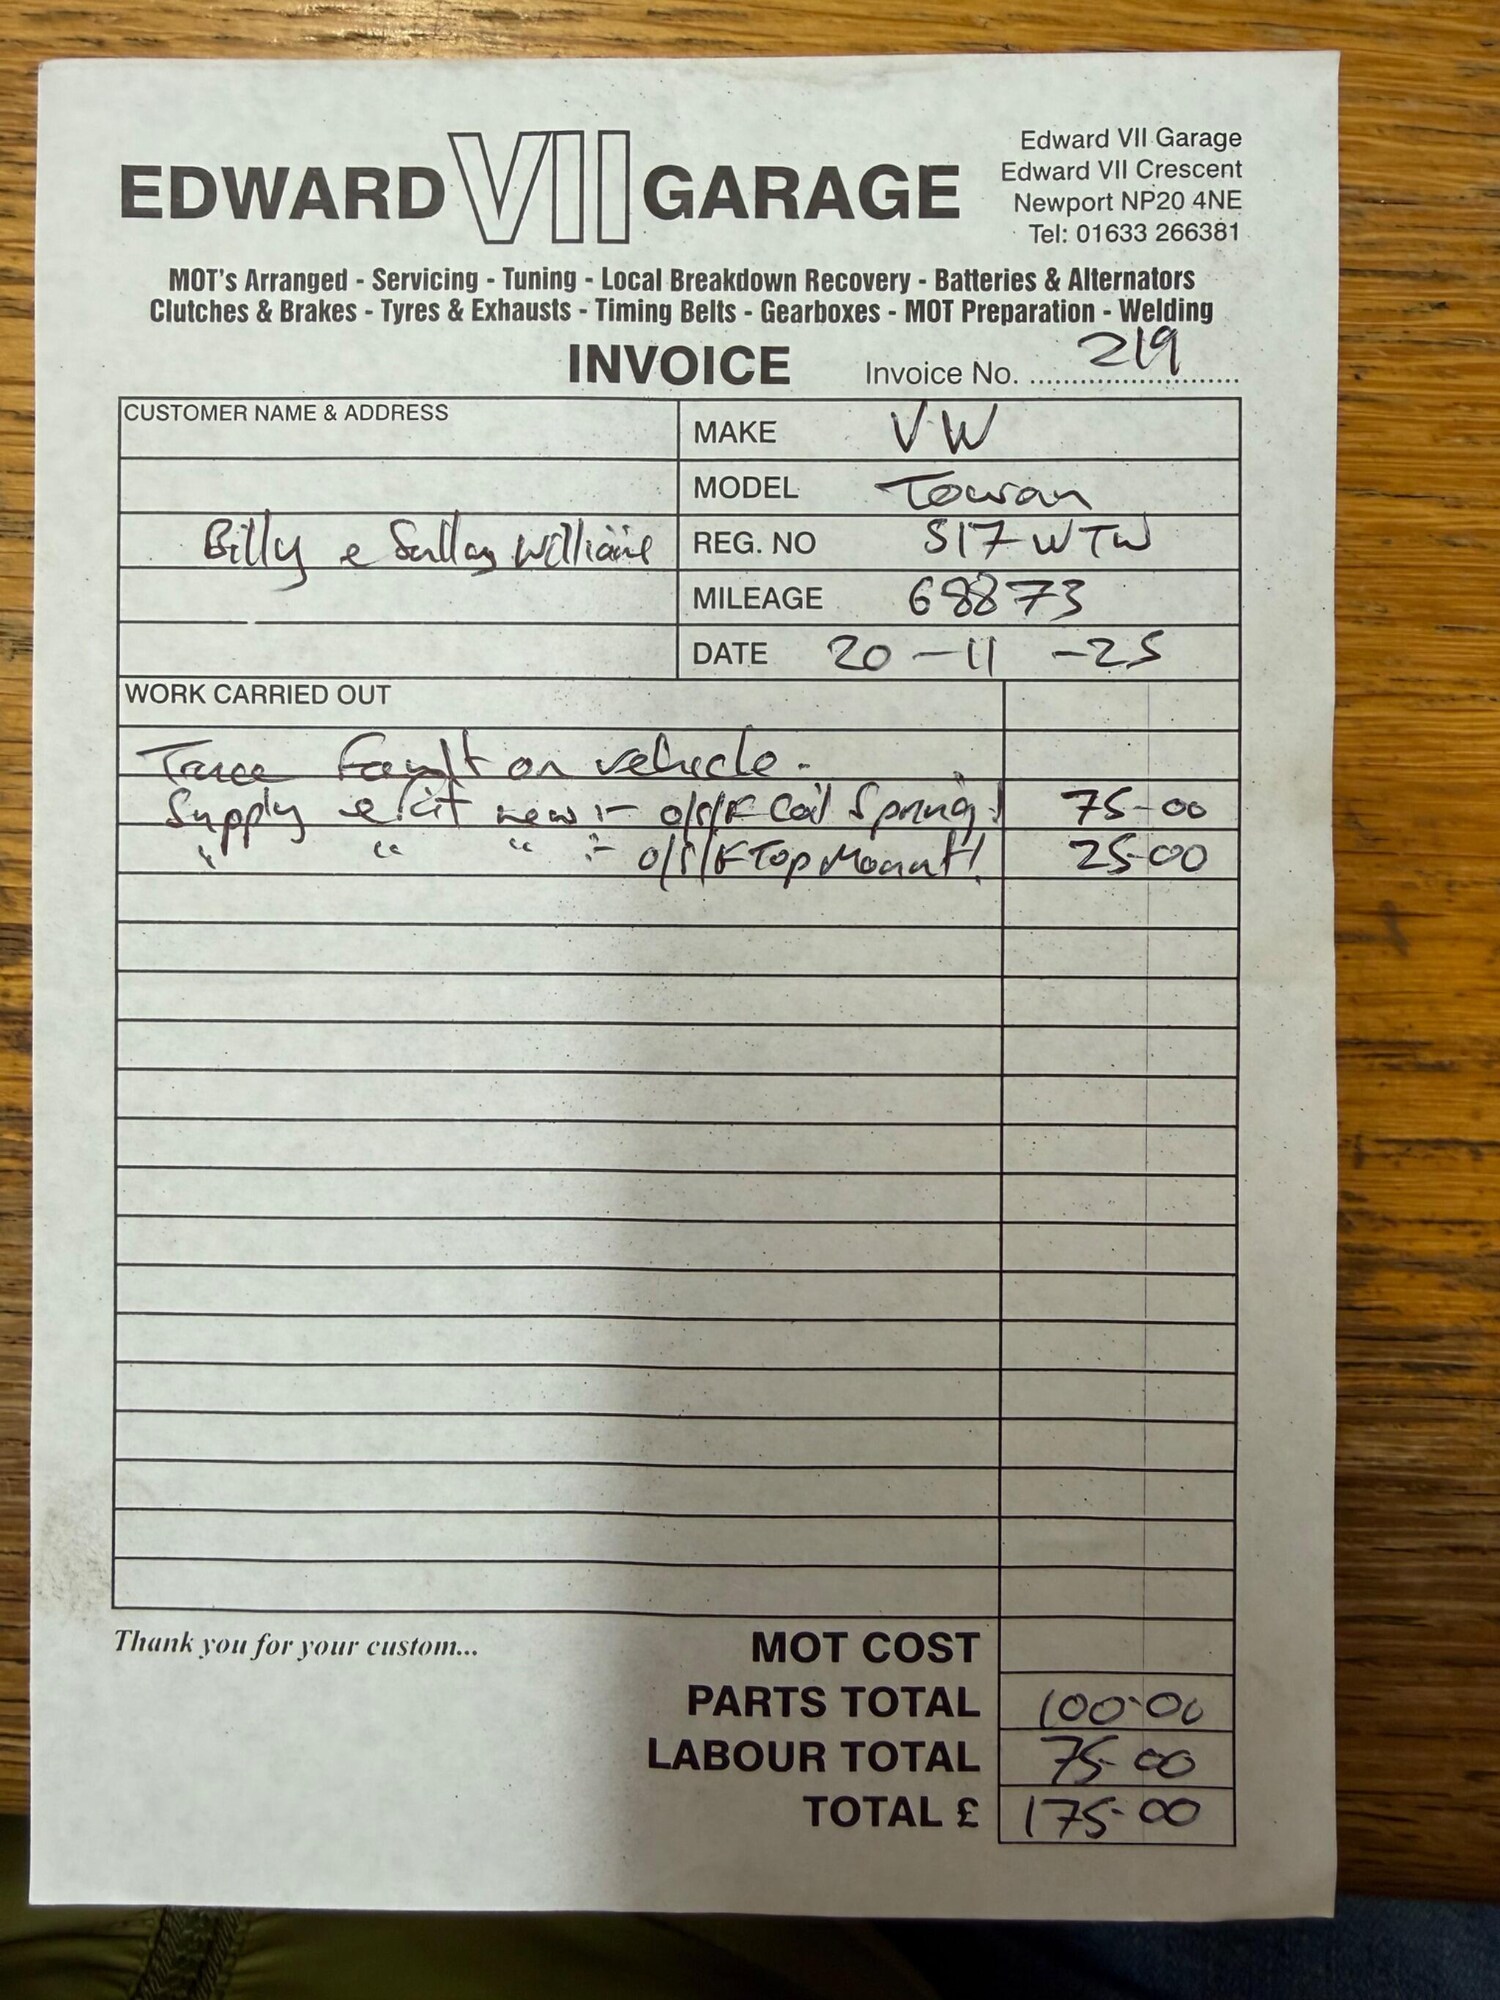 EDWARD VII GARAGE
Edward VII Garage
Edward VII Crescent
Newport NP20 4NE
Tel: 01633 266381
MOT's Arranged - Servicing - Tuning - Local Breakdown Recovery - Batteries & Alternators
Clutches & Brakes - Tyres & Exhausts - Timing Belts - Gearboxes - MOT Preparation - Welding
INVOICE Invoice No. 219
CUSTOMER NAME & ADDRESS
MAKE VW
MODEL Touran
Billy & Williams
REG. NO S17 WTW
MILEAGE 68873
DATE 20-11-25
WORK CARRIED OUT
Trace Fault on vehicle.
Supply & Fit new :- o/s/F Coil Spring! 75-00
" " " :- o/s/F Top Mount! 25-00
Thank you for your custom...
MOT COST
PARTS TOTAL 100-00
LABOUR TOTAL 75-00
TOTAL £ 175-00